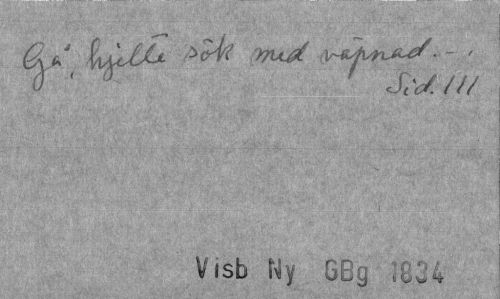 Gå, hjelte sök med väpnad. –.
Sid. 111
Visb Ny GBg 1834